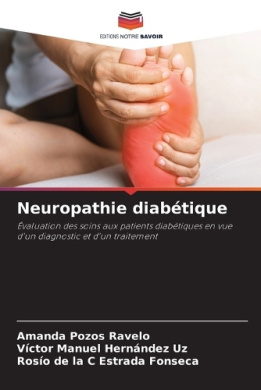 EDITIONS NOTRE SAVOIR
Neuropathie diabétique
Évaluation des soins aux patients diabétiques en vue
d'un diagnostic et d'un traitement
Amanda Pozos Ravelo
Víctor Manuel Hernández Uz
Rosío de la C Estrada Fonseca